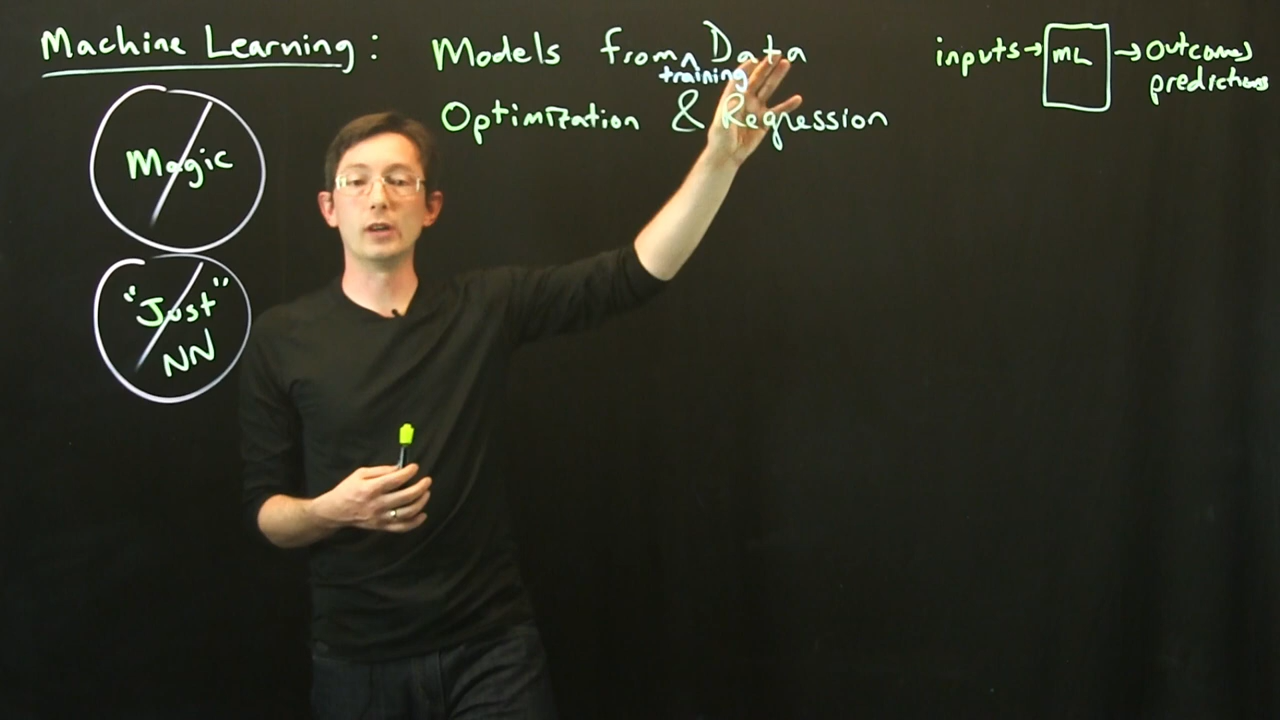 Machine Learning: Models from Data
training
Optimization & Regression
Magic
"Just"
NN
inputs → ML → Outcomes
predictions